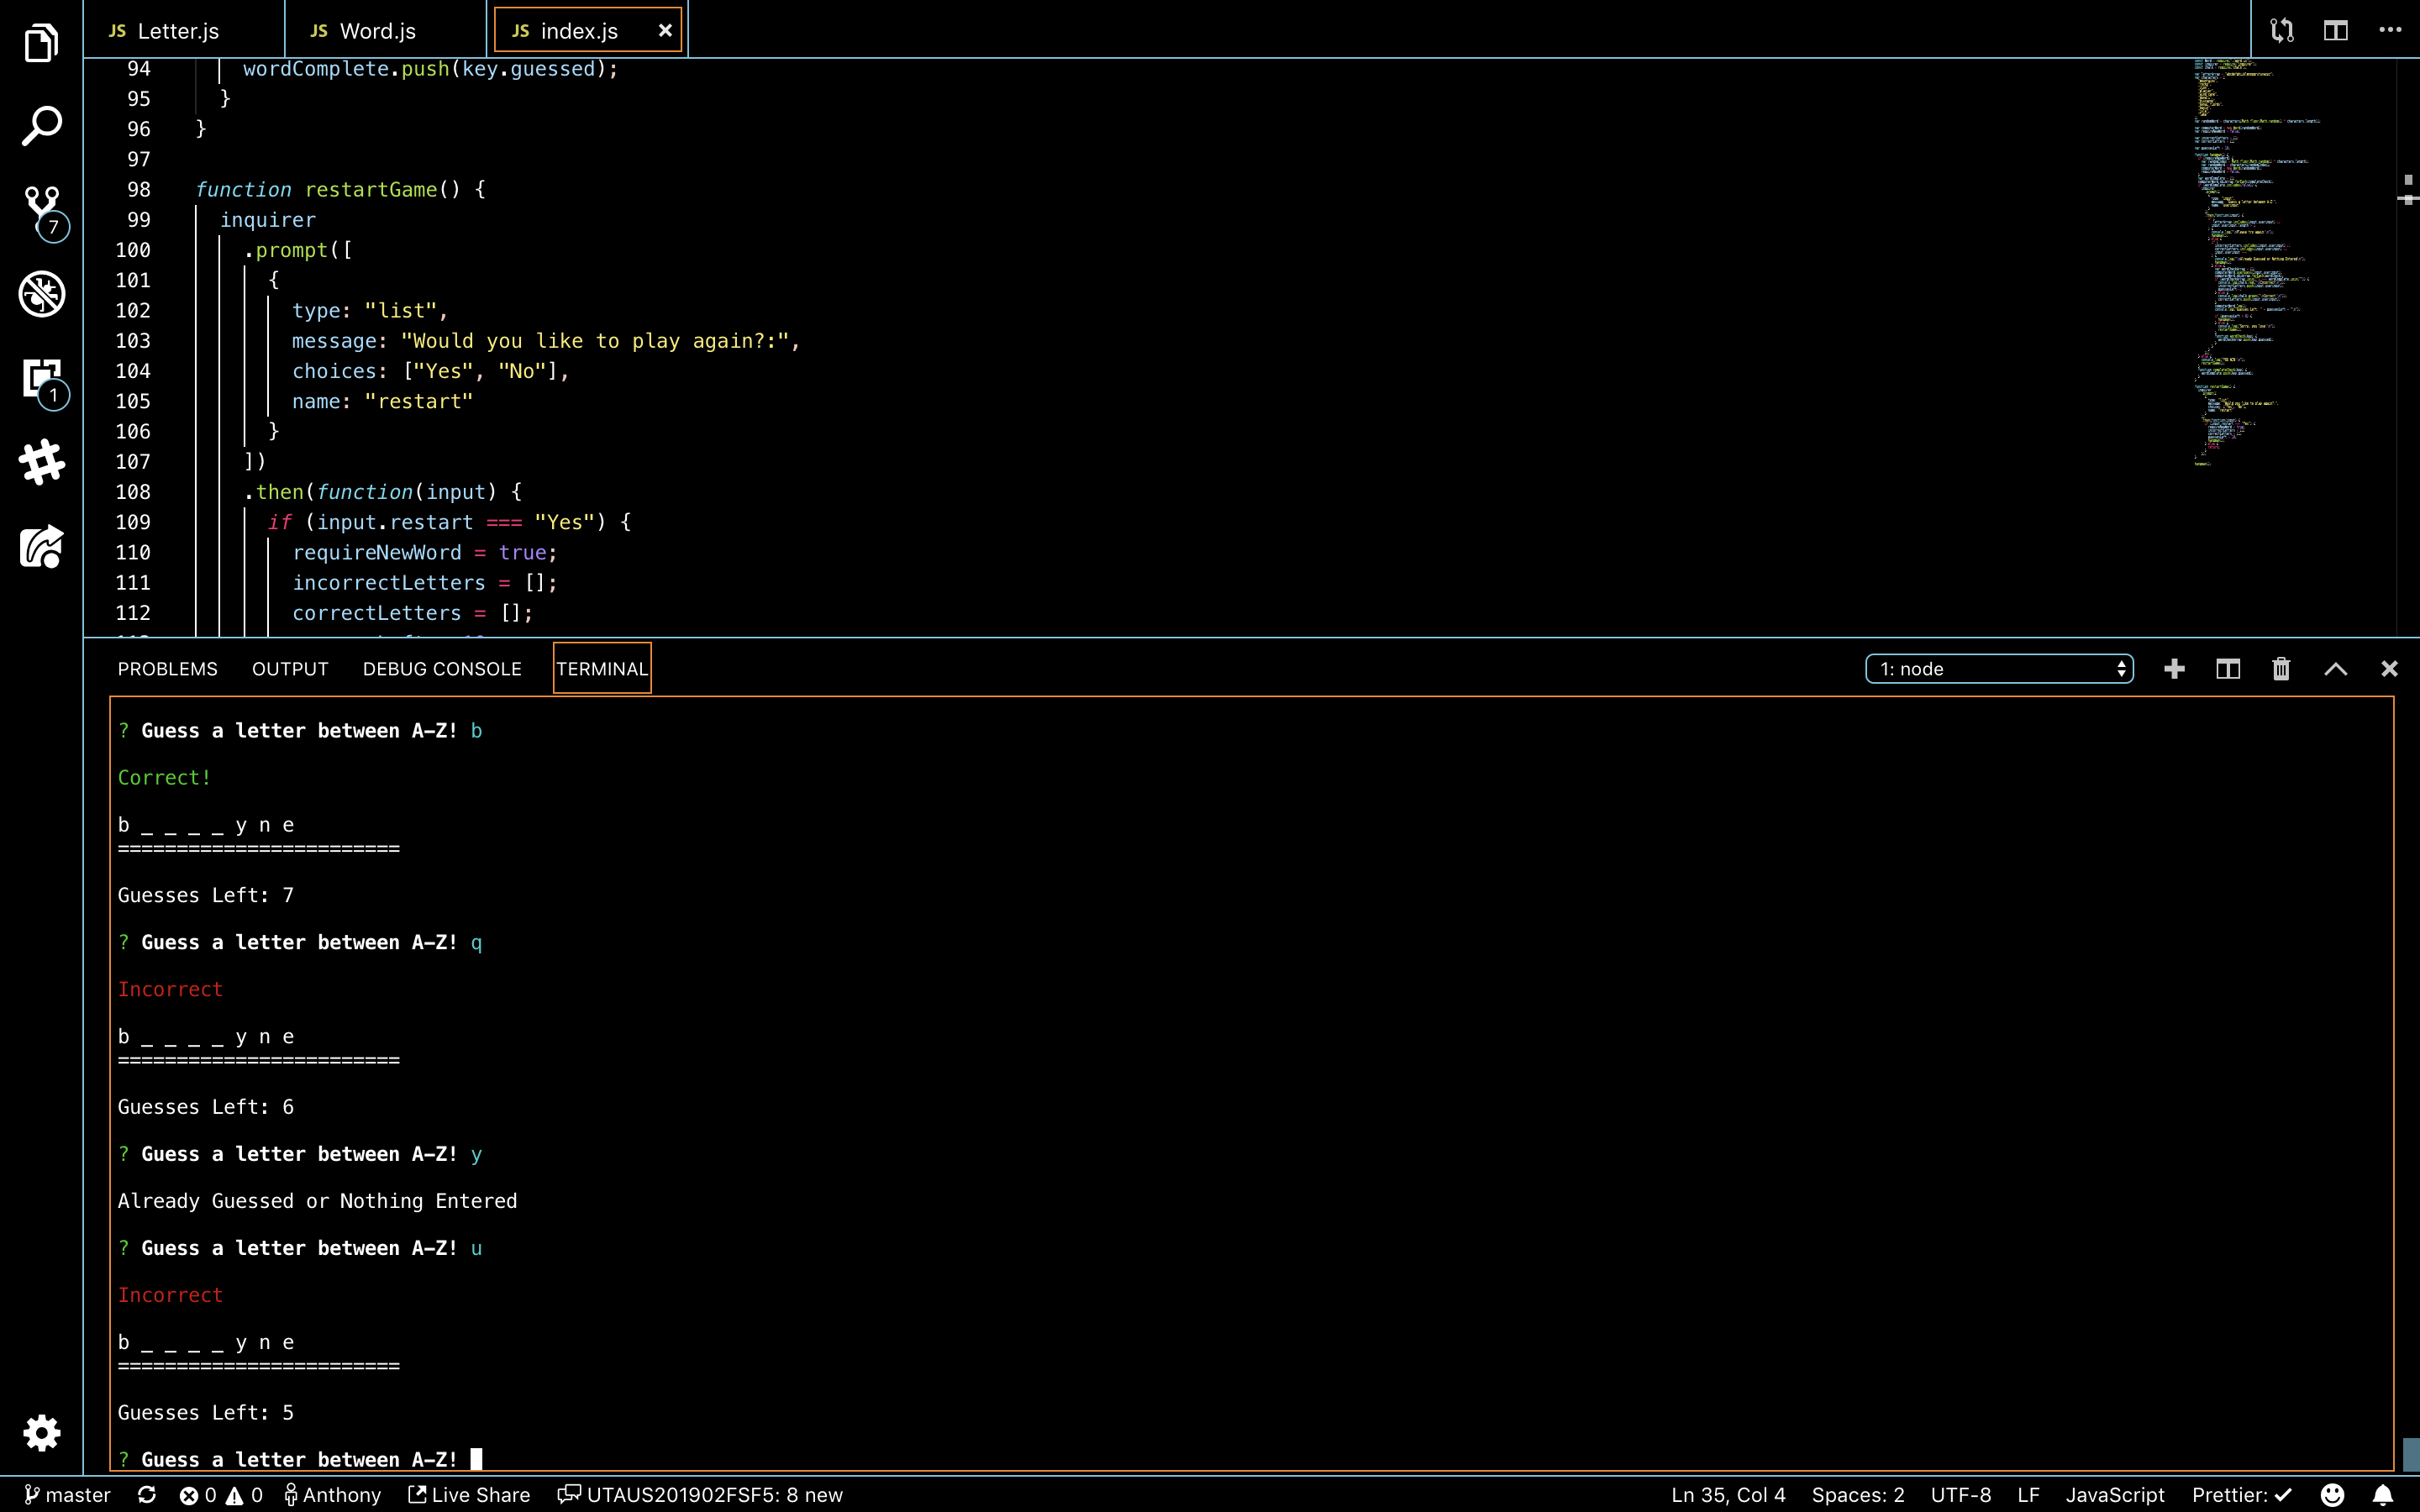 JS Letter.js
JS Word.js
JS index.js
94 wordComplete.push(key.guessed);
95 }
96 }
97
98 function restartGame() {
99 inquirer
100 .prompt([
101 {
102 type: "list",
103 message: "Would you like to play again?:",
104 choices: ["Yes", "No"],
105 name: "restart"
106 }
107 ])
108 .then(function(input) {
109 if (input.restart === "Yes") {
110 requireNewWord = true;
111 incorrectLetters = [];
112 correctLetters = [];
7
1
PROBLEMS OUTPUT DEBUG CONSOLE TERMINAL
1: node
? Guess a letter between A-Z! b
Correct!
b _ _ _ _ y n e
========================
Guesses Left: 7
? Guess a letter between A-Z! q
Incorrect
b _ _ _ _ y n e
========================
Guesses Left: 6
? Guess a letter between A-Z! y
Already Guessed or Nothing Entered
? Guess a letter between A-Z! u
Incorrect
b _ _ _ _ y n e
========================
Guesses Left: 5
? Guess a letter between A-Z!
master 0 0 Anthony Live Share UTAUS201902FSF5: 8 new Ln 35, Col 4 Spaces: 2 UTF-8 LF JavaScript Prettier: ✓